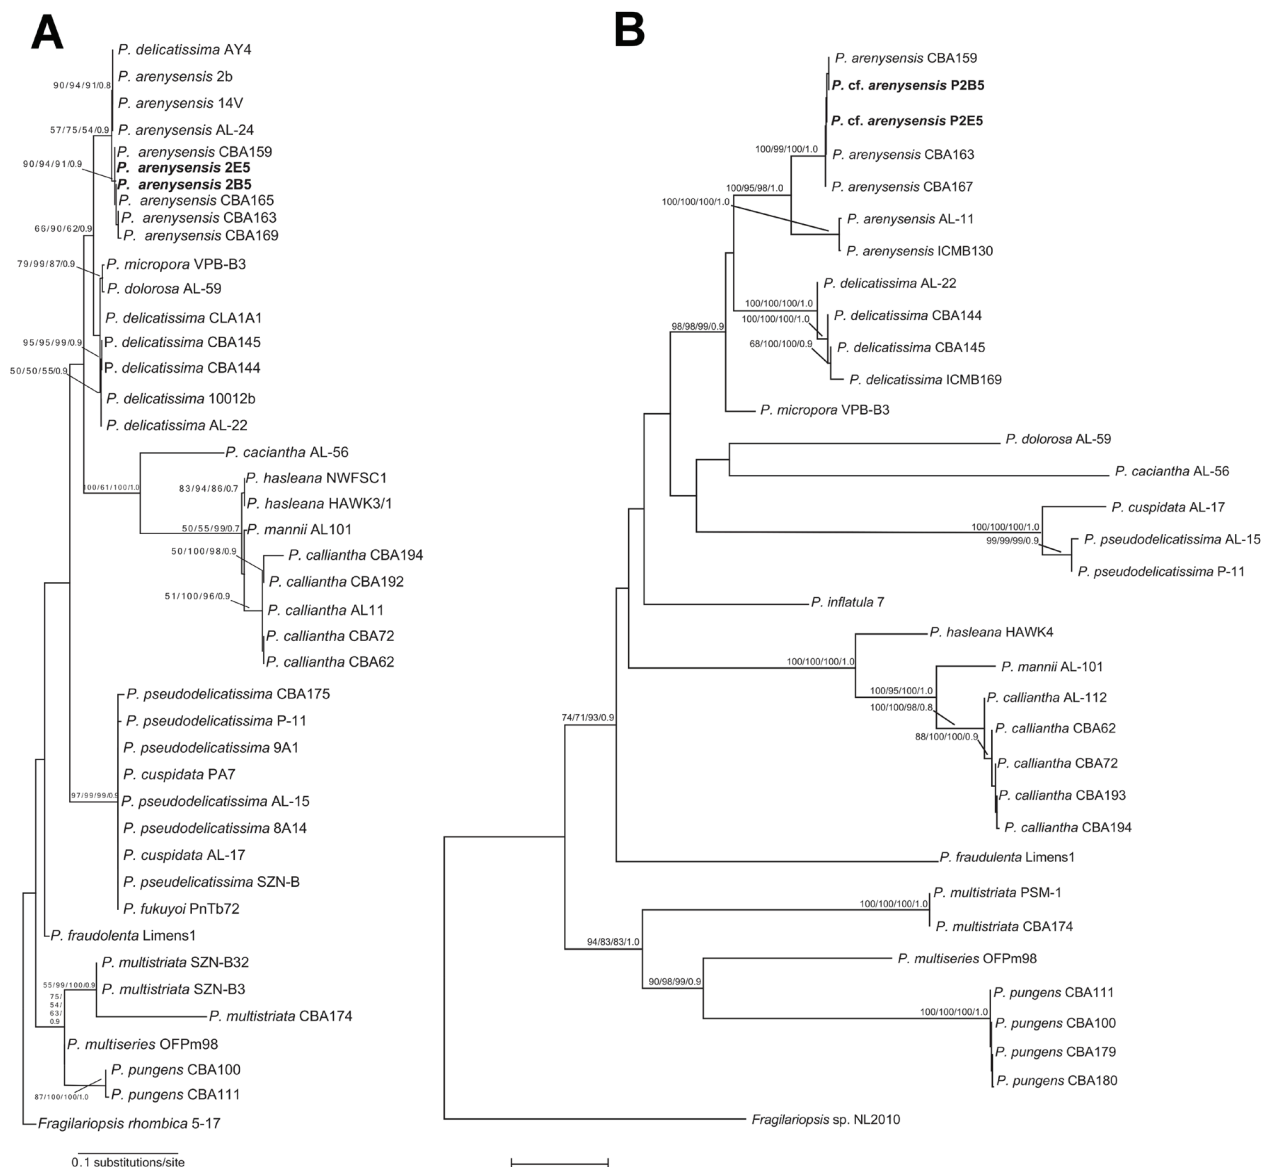 A
P. delicatissima AY4
P. arenysensis 2b
90/94/91/0.8
P. arenysensis 14V
P. arenysensis AL-24
57/75/54/0.9
P. arenysensis CBA159
90/94/91/0.9
P. arenysensis 2E5
P. arenysensis 2B5
P. arenysensis CBA165
P. arenysensis CBA163
66/90/62/0.9
P. arenysensis CBA169
79/99/87/0.9
P. micropora VPB-B3
P. dolorosa AL-59
P. delicatissima CLA1A1
95/95/99/0.9
P. delicatissima CBA145
50/50/55/0.9
P. delicatissima CBA144
P. delicatissima 10012b
P. delicatissima AL-22
P. caciantha AL-56
100/61/100/1.0
83/94/86/0.7
P. hasleana NWFSC1
P. hasleana HAWK3/1
50/55/99/0.7
P. mannii AL101
50/100/98/0.9
P. calliantha CBA194
P. calliantha CBA192
51/100/96/0.9
P. calliantha AL11
P. calliantha CBA72
P. calliantha CBA62
P. pseudodelicatissima CBA175
P. pseudodelicatissima P-11
P. pseudodelicatissima 9A1
P. cuspidata PA7
97/99/99/0.9
P. pseudodelicatissima AL-15
P. pseudodelicatissima 8A14
P. cuspidata AL-17
P. pseudelicatissima SZN-B
P. fukuyoi PnTb72
P. fraudolenta Limens1
P. multistriata SZN-B32
55/99/100/0.9
P. multistriata SZN-B3
75/
54/
63/
0.9
P. multistriata CBA174
P. multiseries OFPm98
P. pungens CBA100
87/100/100/1.0
P. pungens CBA111
Fragilariopsis rhombica 5-17
0.1 substitutions/site
B
P. arenysensis CBA159
P. cf. arenysensis P2B5
P. cf. arenysensis P2E5
100/99/100/1.0
P. arenysensis CBA163
100/95/98/1.0
P. arenysensis CBA167
100/100/100/1.0
P. arenysensis AL-11
P. arenysensis ICMB130
P. delicatissima AL-22
100/100/100/1.0
100/100/100/1.0
P. delicatissima CBA144
98/98/99/0.9
68/100/100/0.9
P. delicatissima CBA145
P. delicatissima ICMB169
P. micropora VPB-B3
P. dolorosa AL-59
P. caciantha AL-56
P. cuspidata AL-17
100/100/100/1.0
99/99/99/0.9
P. pseudodelicatissima AL-15
P. pseudodelicatissima P-11
P. inflatula 7
P. hasleana HAWK4
100/100/100/1.0
P. mannii AL-101
100/95/100/1.0
100/100/98/0.8
P. calliantha AL-112
P. calliantha CBA62
88/100/100/0.9
P. calliantha CBA72
P. calliantha CBA193
P. calliantha CBA194
74/71/93/0.9
P. fraudulenta Limens1
P. multistriata PSM-1
100/100/100/1.0
P. multistriata CBA174
94/83/83/1.0
P. multiseries OFPm98
90/98/99/0.9
P. pungens CBA111
100/100/100/1.0
P. pungens CBA100
P. pungens CBA179
P. pungens CBA180
Fragilariopsis sp. NL2010